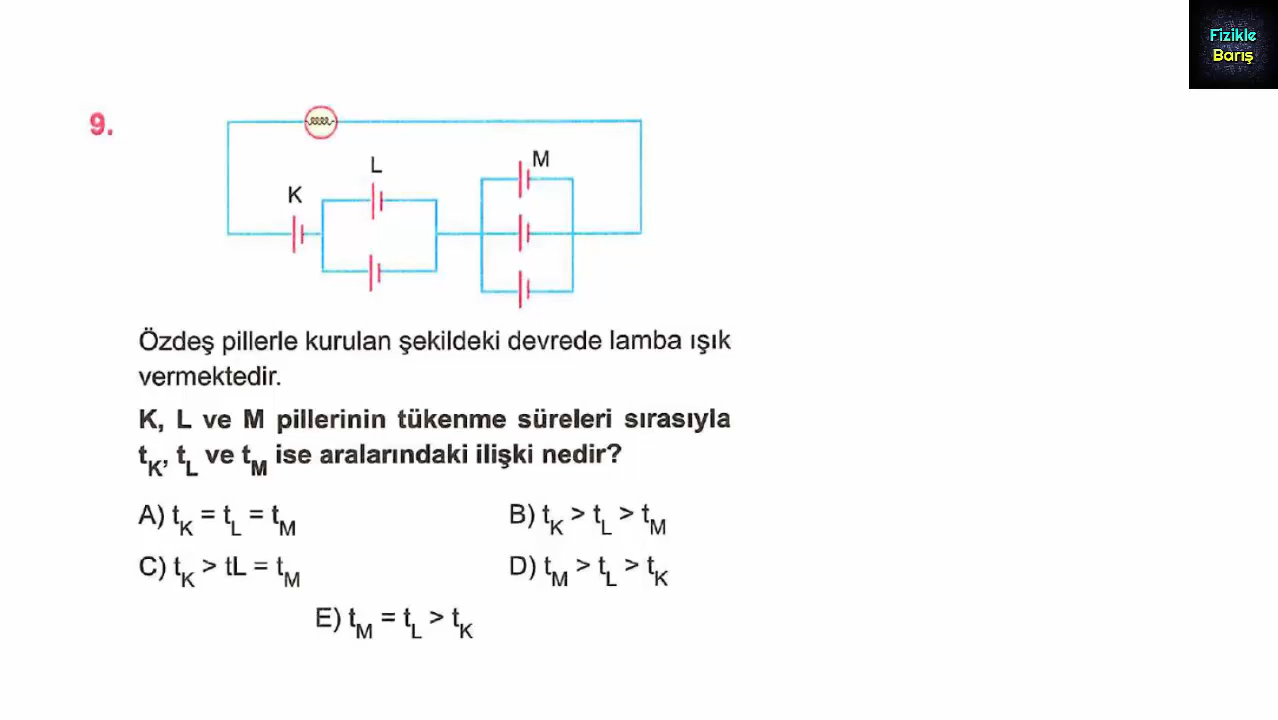 Fizikle
Barış
9.
K
L
M
Özdeş pillerle kurulan şekildeki devrede lamba ışık
vermektedir.
K, L ve M pillerinin tükenme süreleri sırasıyla
tK, tL ve tM ise aralarındaki ilişki nedir?
A) tK = tL = tM
B) tK > tL > tM
C) tK > tL = tM
D) tM > tL > tK
E) tM = tL > tK